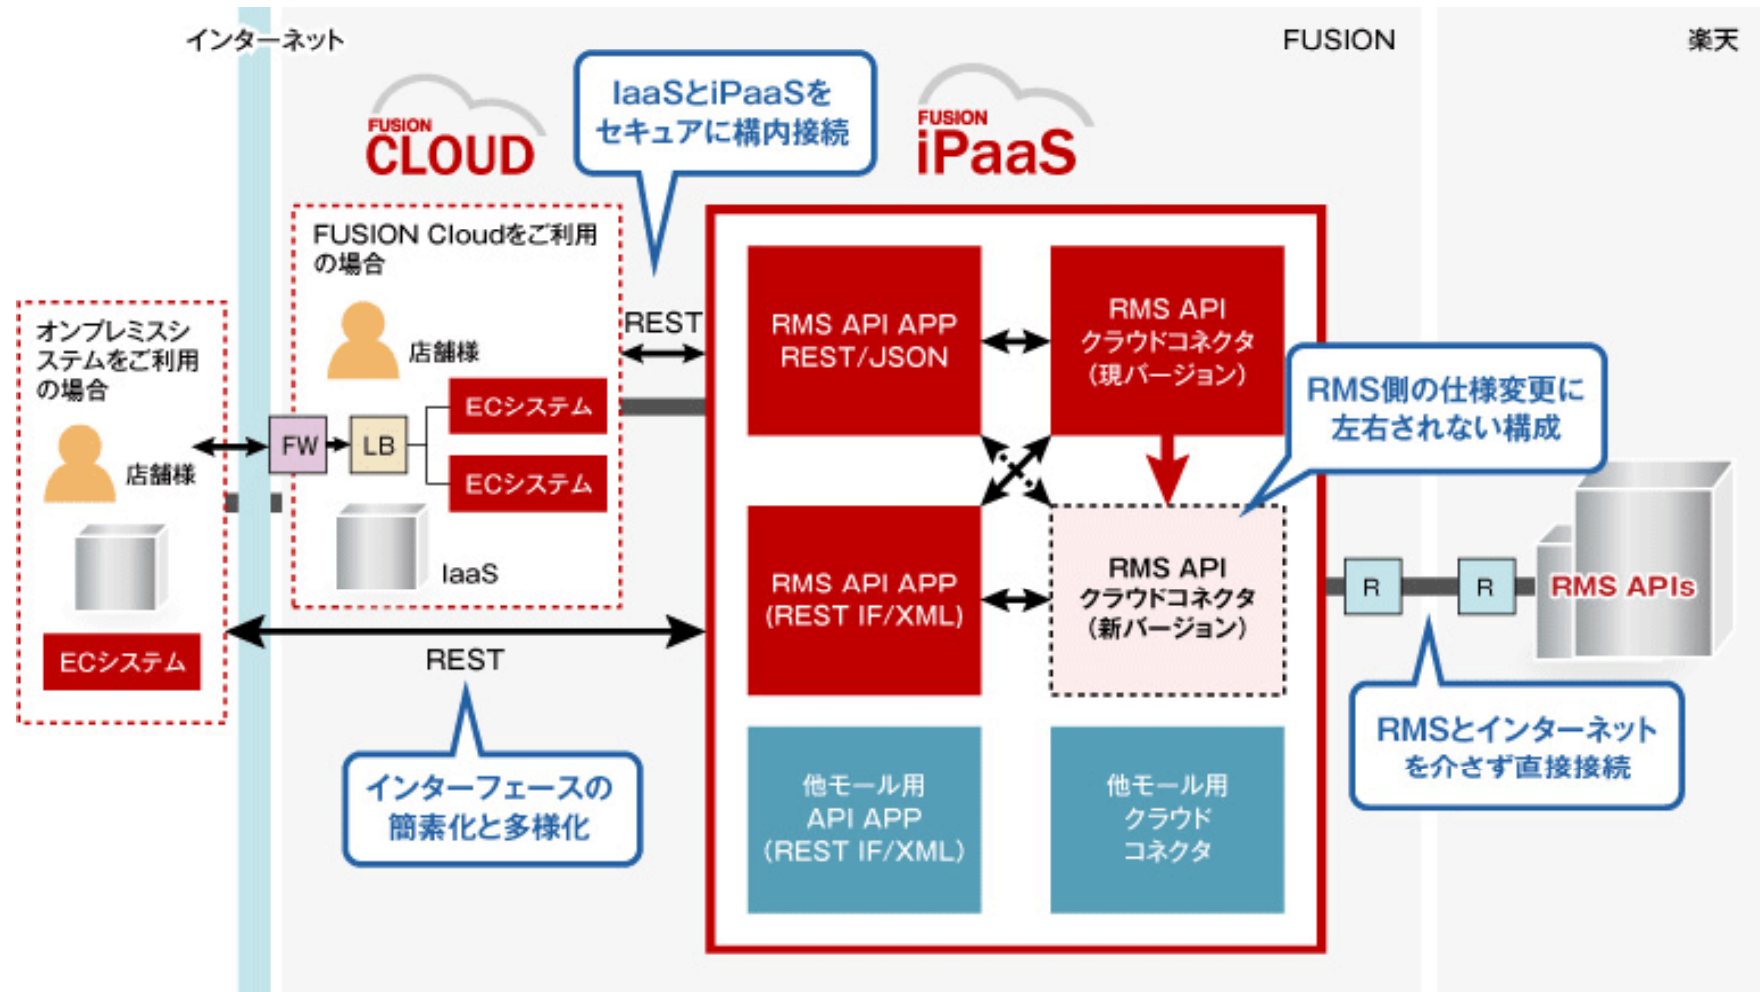 インターネット
FUSION
楽天
FUSION
CLOUD
IaaSとiPaaSを
セキュアに構内接続
FUSION
iPaaS
FUSION Cloudをご利用
の場合
店舗様
ECシステム
ECシステム
FW
LB
IaaS
オンプレミスシ
ステムをご利用
の場合
店舗様
ECシステム
REST
REST
インターフェースの
簡素化と多様化
RMS API APP
REST/JSON
RMS API
クラウドコネクタ
(現バージョン)
RMS側の仕様変更に
左右されない構成
RMS API APP
(REST IF/XML)
RMS API
クラウドコネクタ
(新バージョン)
他モール用
API APP
(REST IF/XML)
他モール用
クラウド
コネクタ
R
R
RMS APIs
RMSとインターネット
を介さず直接接続